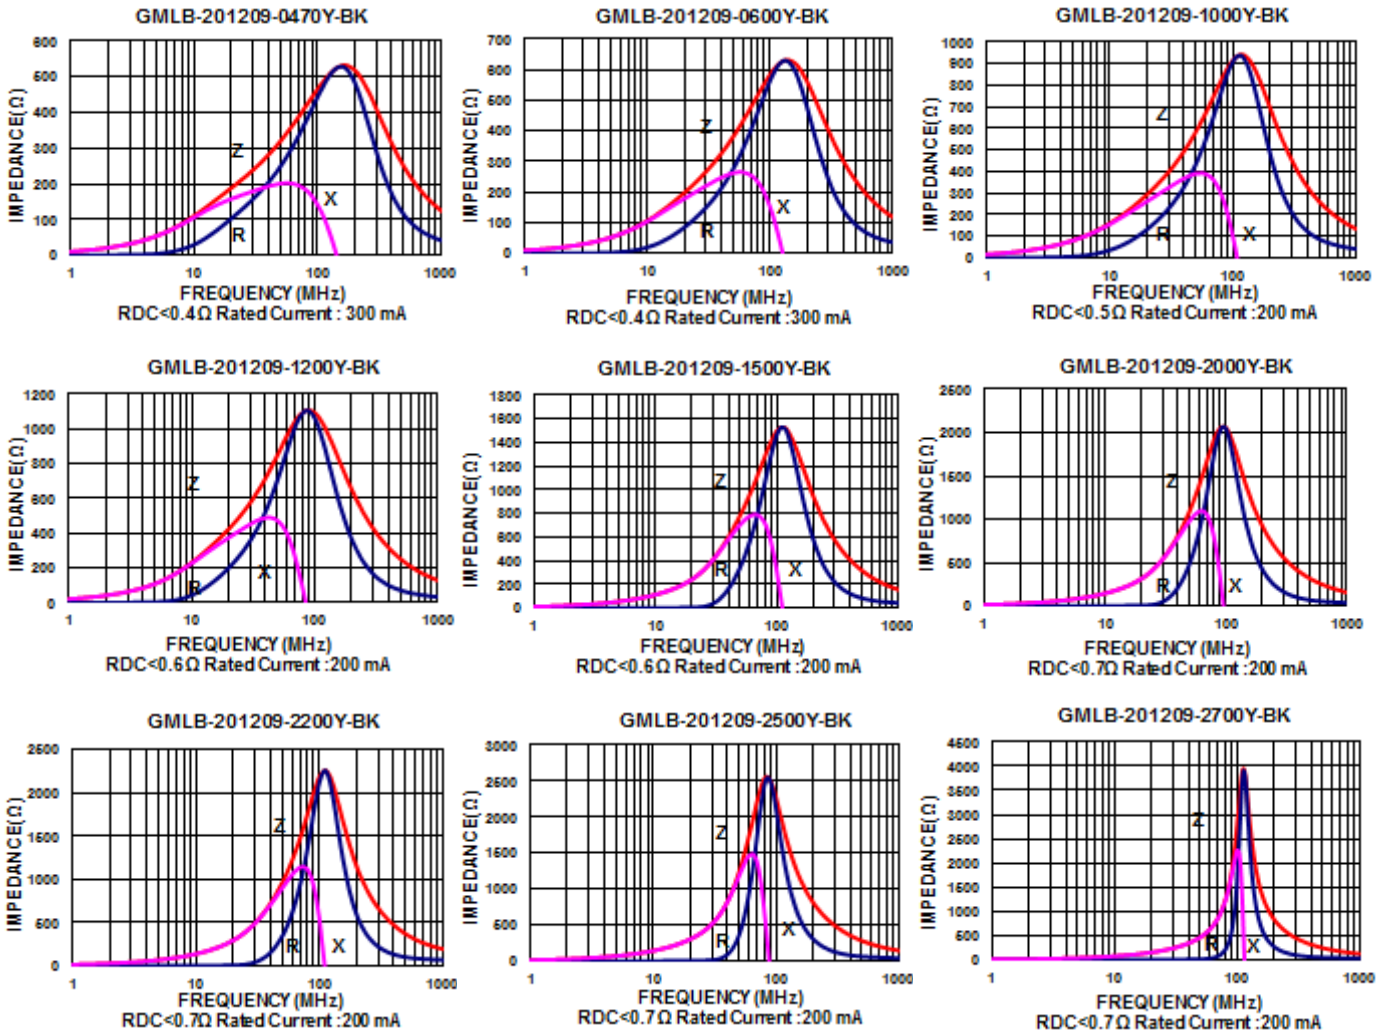 GMLB-201209-0470Y-BK
IMPEDANCE(Ω)
600
600
400
300
200
100
0
Z
X
R
1
10
100
1000
FREQUENCY (MHz)
RDC<0.4Ω Rated Current : 300 mA
GMLB-201209-0600Y-BK
IMPEDANCE(Ω)
700
600
500
400
300
200
100
0
Z
X
R
1
10
100
1000
FREQUENCY (MHz)
RDC<0.4Ω Rated Current :300 mA
GMLB-201209-1000Y-BK
IMPEDANCE(Ω)
1000
900
800
700
600
500
400
300
200
100
0
Z
R
X
1
10
100
1000
FREQUENCY (MHz)
RDC<0.5Ω Rated Current :200 mA
GMLB-201209-1200Y-BK
IMPEDANCE(Ω)
1200
1000
800
600
400
200
0
Z
X
R
1
10
100
1000
FREQUENCY (MHz)
RDC<0.6Ω Rated Current :200 mA
GMLB-201209-1500Y-BK
IMPEDANCE(Ω)
1800
1600
1400
1200
1000
800
600
400
200
0
Z
R
X
1
10
100
1000
FREQUENCY (MHz)
RDC<0.6Ω Rated Current :200 mA
GMLB-201209-2000Y-BK
IMPEDANCE(Ω)
2600
2000
1500
1000
500
0
Z
R
X
1
10
100
1000
FREQUENCY (MHz)
RDC<0.7Ω Rated Current :200 mA
GMLB-201209-2200Y-BK
IMPEDANCE(Ω)
2600
2000
1600
1000
600
0
Z
R
X
1
10
100
1000
FREQUENCY (MHz)
RDC<0.7Ω Rated Current :200 mA
GMLB-201209-2500Y-BK
IMPEDANCE(Ω)
3000
2600
2000
1500
1000
500
0
Z
R
X
1
10
100
1000
FREQUENCY (MHz)
RDC<0.7Ω Rated Current :200 mA
GMLB-201209-2700Y-BK
IMPEDANCE(Ω)
4500
4000
3500
3000
2600
2000
1500
1000
500
0
Z
R
X
1
10
100
1000
FREQUENCY (MHz)
RDC<0.7Ω Rated Current :200 mA